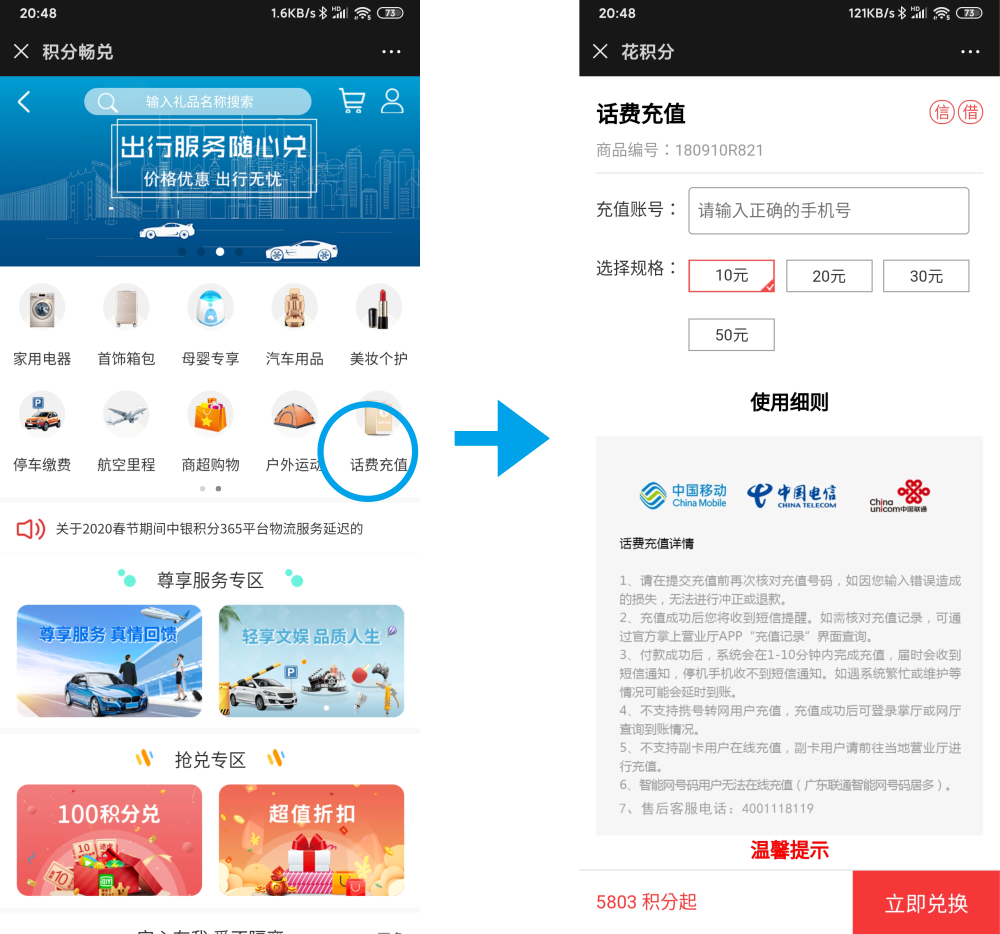 20:48
1.6KB/s
HD
73
积分畅兑
输入礼品名称搜索
出行服务随心兑
价格优惠 出行无忧
家用电器
首饰箱包
母婴专享
汽车用品
美妆个护
P
停车缴费
航空里程
商超购物
户外运动
话费充值
关于2020春节期间中银积分365平台物流服务延迟的
尊享服务专区
尊享服务 真情回馈
轻享文娱 品质人生
P
抢兑专区
100积分兑
10
10
超值折扣
20:48
121KB/s
HD
73
花积分
话费充值
信 借
商品编号：180910R821
充值账号：
请输入正确的手机号
选择规格：
10元
20元
30元
50元
使用细则
中国移动
China Mobile
中国电信
CHINA TELECOM
China
unicom中国联通
话费充值详情
1、请在提交充值前再次核对充值号码，如因您输入错误造成
的损失，无法进行冲正或退款。
2、充值成功后您将收到短信提醒。如需核对充值记录，可通
过官方掌上营业厅APP“充值记录”界面查询。
3、付款成功后，系统会在1-10分钟内完成充值，届时会收到
短信通知，停机手机收不到短信通知。如遇系统繁忙或维护等
情况可能会延时到账。
4、不支持携号转网用户充值，充值成功后可登录掌厅或网厅
查询到账情况。
5、不支持副卡用户在线充值，副卡用户请前往当地营业厅进
行充值。
6、智能网号码用户无法在线充值（广东联通智能网号码居多）。
7、售后客服电话：4001118119
温馨提示
5803 积分起
立即兑换